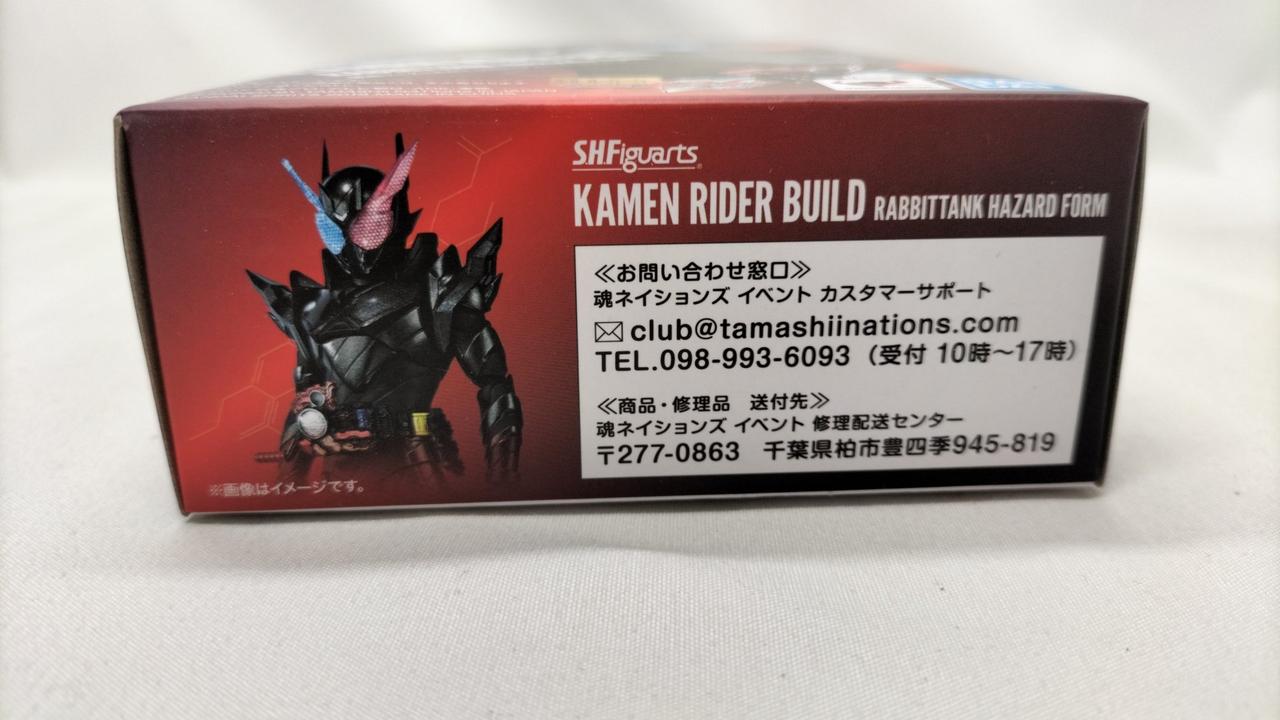 S.H.Figuarts
KAMEN RIDER BUILD RABBITTANK HAZARD FORM
≪お問い合わせ窓口≫
魂ネイションズ イベント カスタマーサポート
club@tamashiinations.com
TEL.098-993-6093（受付 10時～17時）
≪商品・修理品 送付先≫
魂ネイションズ イベント 修理配送センター
〒277-0863 千葉県柏市豊四季945-819
※画像はイメージです。